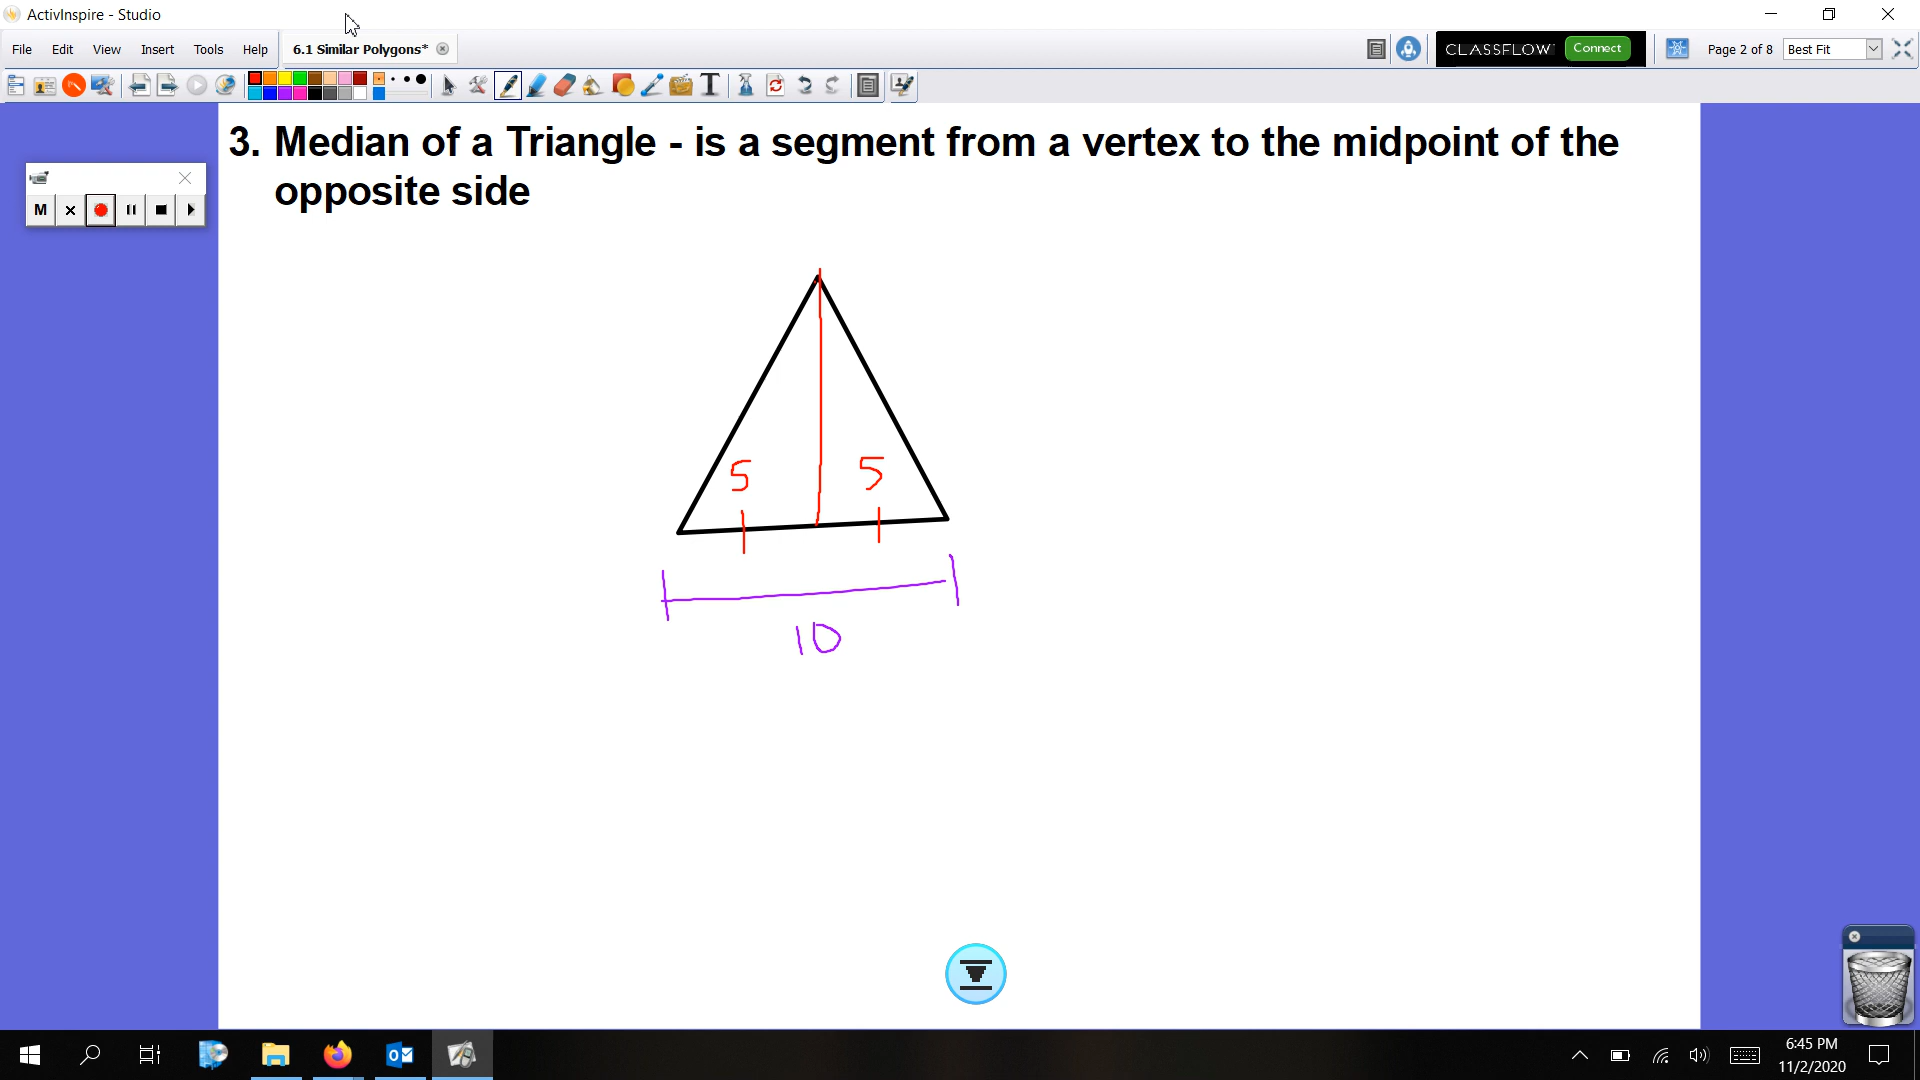 ActivInspire - Studio
File Edit View Insert Tools Help 6.1 Similar Polygons* CLASSFLOW Connect Page 2 of 8 Best Fit
T
3. Median of a Triangle - is a segment from a vertex to the midpoint of the
opposite side
M
5 5
10
6:45 PM
11/2/2020